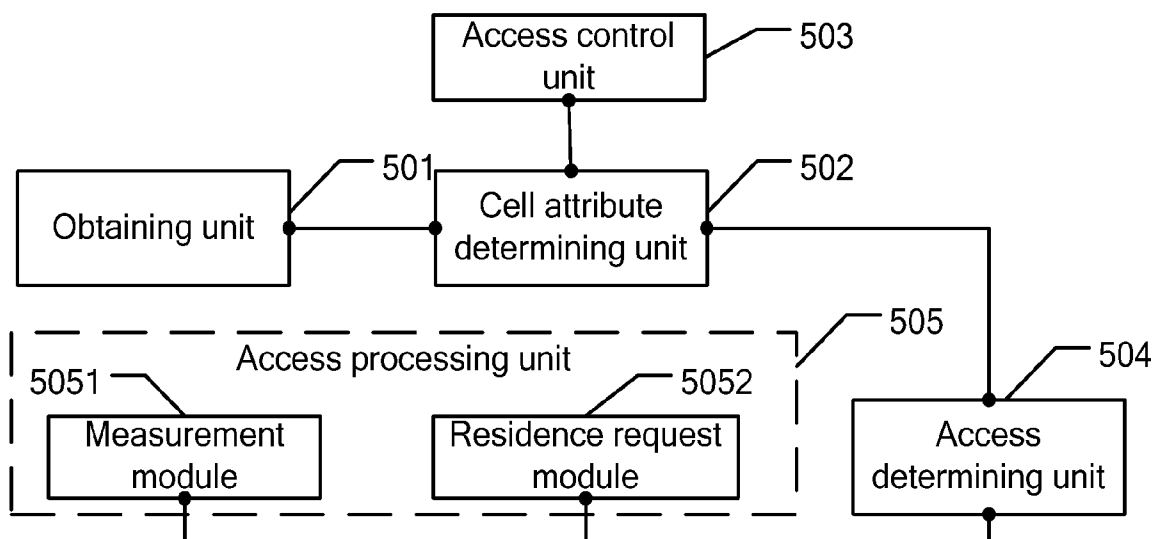 Access control
unit
503
501
502
Obtaining unit
Cell attribute
determining unit
505
Access processing unit
504
5051
5052
Measurement
module
Residence request
module
Access
determining unit